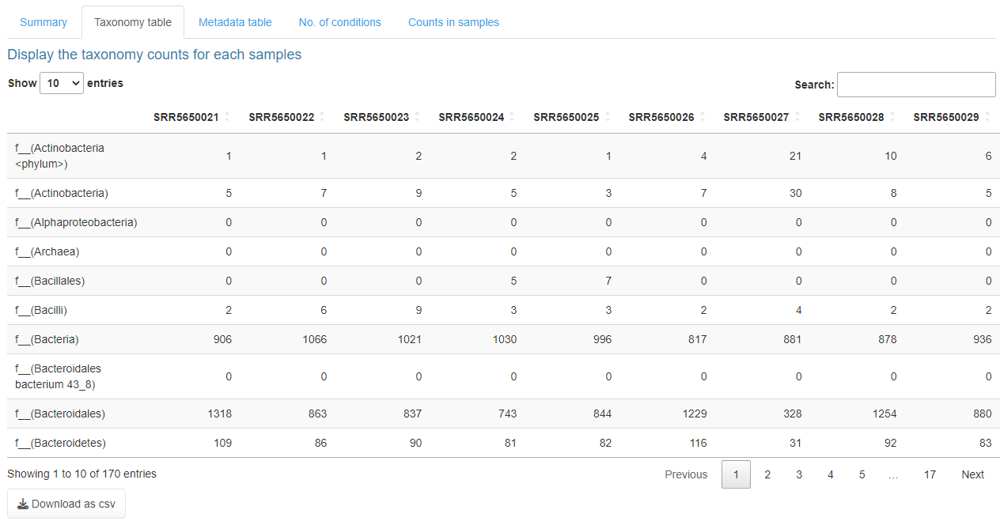 Summary Taxonomy table Metadata table No. of conditions Counts in samples
Display the taxonomy counts for each samples
Show 10 entries Search:
SRR5650021 SRR5650022 SRR5650023 SRR5650024 SRR5650025 SRR5650026 SRR5650027 SRR5650028 SRR5650029
f__(Actinobacteria
<phylum>) 1 1 2 2 1 4 21 10 6
f__(Actinobacteria) 5 7 9 5 3 7 30 8 5
f__(Alphaproteobacteria) 0 0 0 0 0 0 0 0 0
f__(Archaea) 0 0 0 0 0 0 0 0 0
f__(Bacillales) 0 0 0 5 7 0 0 0 0
f__(Bacilli) 2 6 9 3 3 2 4 2 2
f__(Bacteria) 906 1066 1021 1030 996 817 881 878 936
f__(Bacteroidales
bacterium 43_8) 0 0 0 0 0 0 0 0 0
f__(Bacteroidales) 1318 863 837 743 844 1229 328 1254 880
f__(Bacteroidetes) 109 86 90 81 82 116 31 92 83
Showing 1 to 10 of 170 entries Previous 1 2 3 4 5 … 17 Next
Download as csv